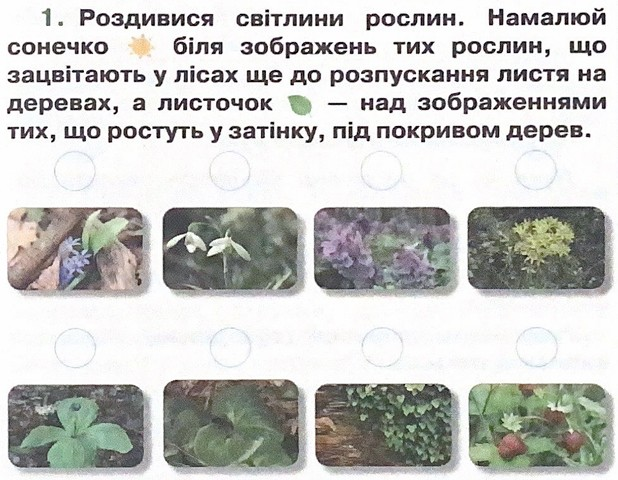 1. Роздивися світлини рослин. Намалюй
сонечко біля зображень тих рослин, що
зацвітають у лісах ще до розпускання листя на
деревах, а листочок — над зображеннями
тих, що ростуть у затінку, під покривом дерев.